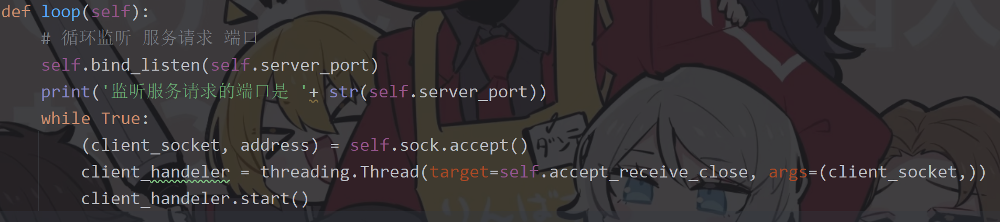 def loop(self):
    # 循环监听 服务请求 端口
    self.bind_listen(self.server_port)
    print('监听服务请求的端口是 '+ str(self.server_port))
    while True:
        (client_socket, address) = self.sock.accept()
        client_handeler = threading.Thread(target=self.accept_receive_close, args=(client_socket,))
        client_handeler.start()